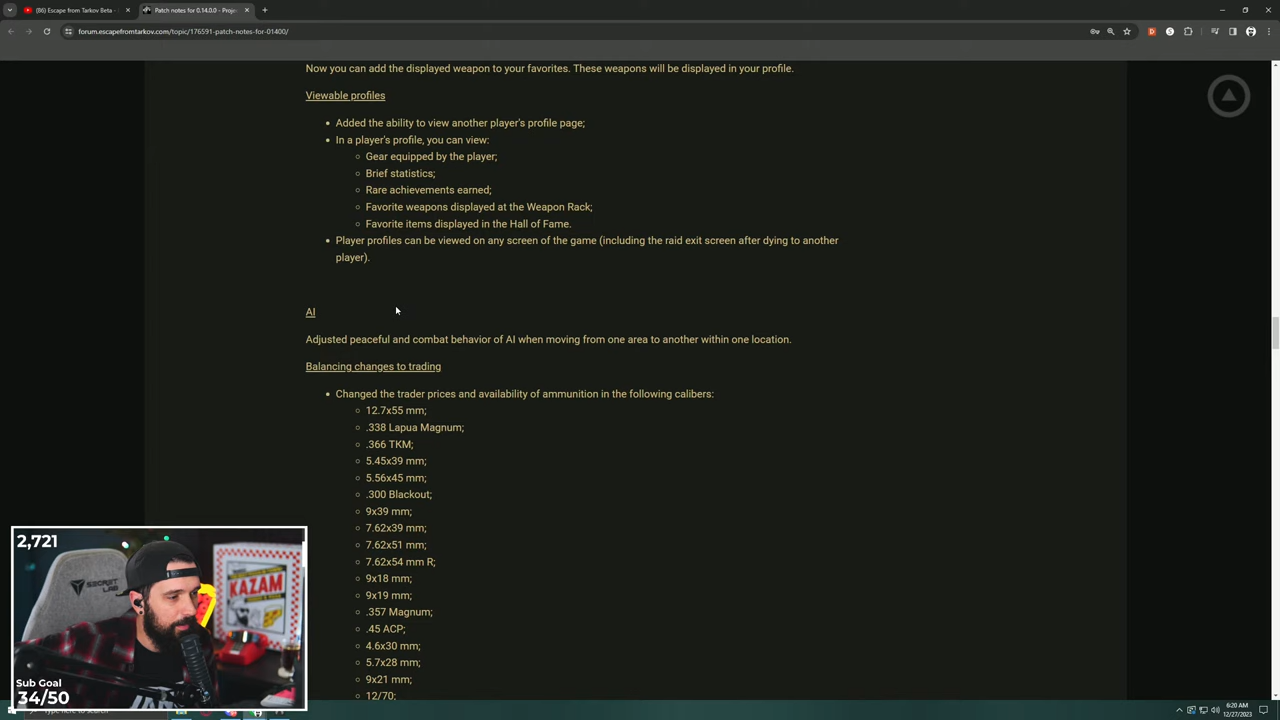 (86) Escape from Tarkov Beta -
Patch notes for 0.14.0.0 - Proje
forum.escapefromtarkov.com/topic/176591-patch-notes-for-01400/
Now you can add the displayed weapon to your favorites. These weapons will be displayed in your profile.
Viewable profiles
Added the ability to view another player's profile page;
In a player's profile, you can view:
Gear equipped by the player;
Brief statistics;
Rare achievements earned;
Favorite weapons displayed at the Weapon Rack;
Favorite items displayed in the Hall of Fame.
Player profiles can be viewed on any screen of the game (including the raid exit screen after dying to another
player).
AI
Adjusted peaceful and combat behavior of AI when moving from one area to another within one location.
Balancing changes to trading
Changed the trader prices and availability of ammunition in the following calibers:
12.7x55 mm;
.338 Lapua Magnum;
.366 TKM;
5.45x39 mm;
5.56x45 mm;
.300 Blackout;
9x39 mm;
7.62x39 mm;
7.62x51 mm;
7.62x54 mm R;
9x18 mm;
9x19 mm;
.357 Magnum;
.45 ACP;
4.6x30 mm;
5.7x28 mm;
9x21 mm;
12/70;
2,721
SECRETLAB
KAZAM
Sub Goal
34/50
Type here to search
6:20 AM
12/27/2023